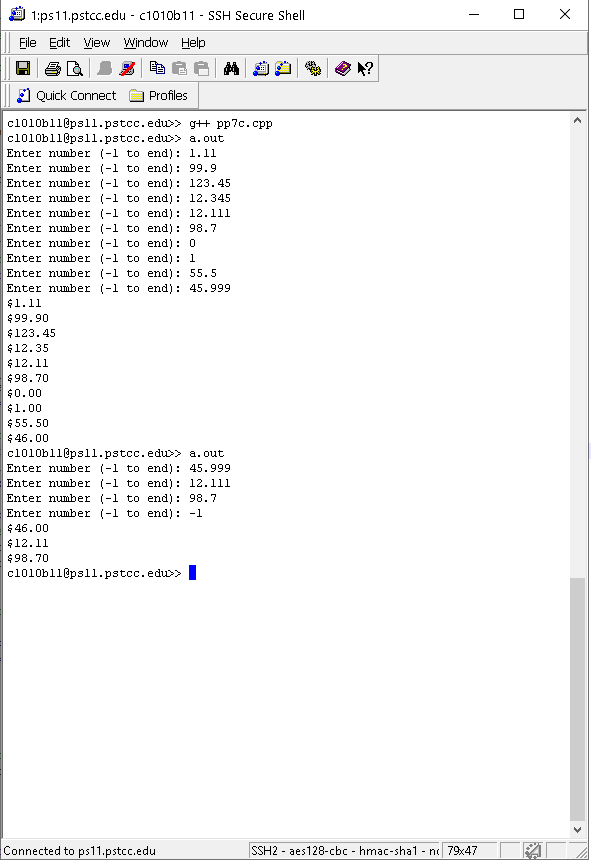 1:ps11.pstcc.edu - c1010b11 - SSH Secure Shell
File Edit View Window Help
Quick Connect Profiles
c1010b11@ps11.pstcc.edu>> g++ pp7c.cpp
c1010b11@ps11.pstcc.edu>> a.out
Enter number (-1 to end): 1.11
Enter number (-1 to end): 99.9
Enter number (-1 to end): 123.45
Enter number (-1 to end): 12.345
Enter number (-1 to end): 12.111
Enter number (-1 to end): 98.7
Enter number (-1 to end): 0
Enter number (-1 to end): 1
Enter number (-1 to end): 55.5
Enter number (-1 to end): 45.999
$1.11
$99.90
$123.45
$12.35
$12.11
$98.70
$0.00
$1.00
$55.50
$46.00
c1010b11@ps11.pstcc.edu>> a.out
Enter number (-1 to end): 45.999
Enter number (-1 to end): 12.111
Enter number (-1 to end): 98.7
Enter number (-1 to end): -1
$46.00
$12.11
$98.70
c1010b11@ps11.pstcc.edu>>
Connected to ps11.pstcc.edu SSH2 - aes128-cbc - hmac-sha1 - nc 79x47